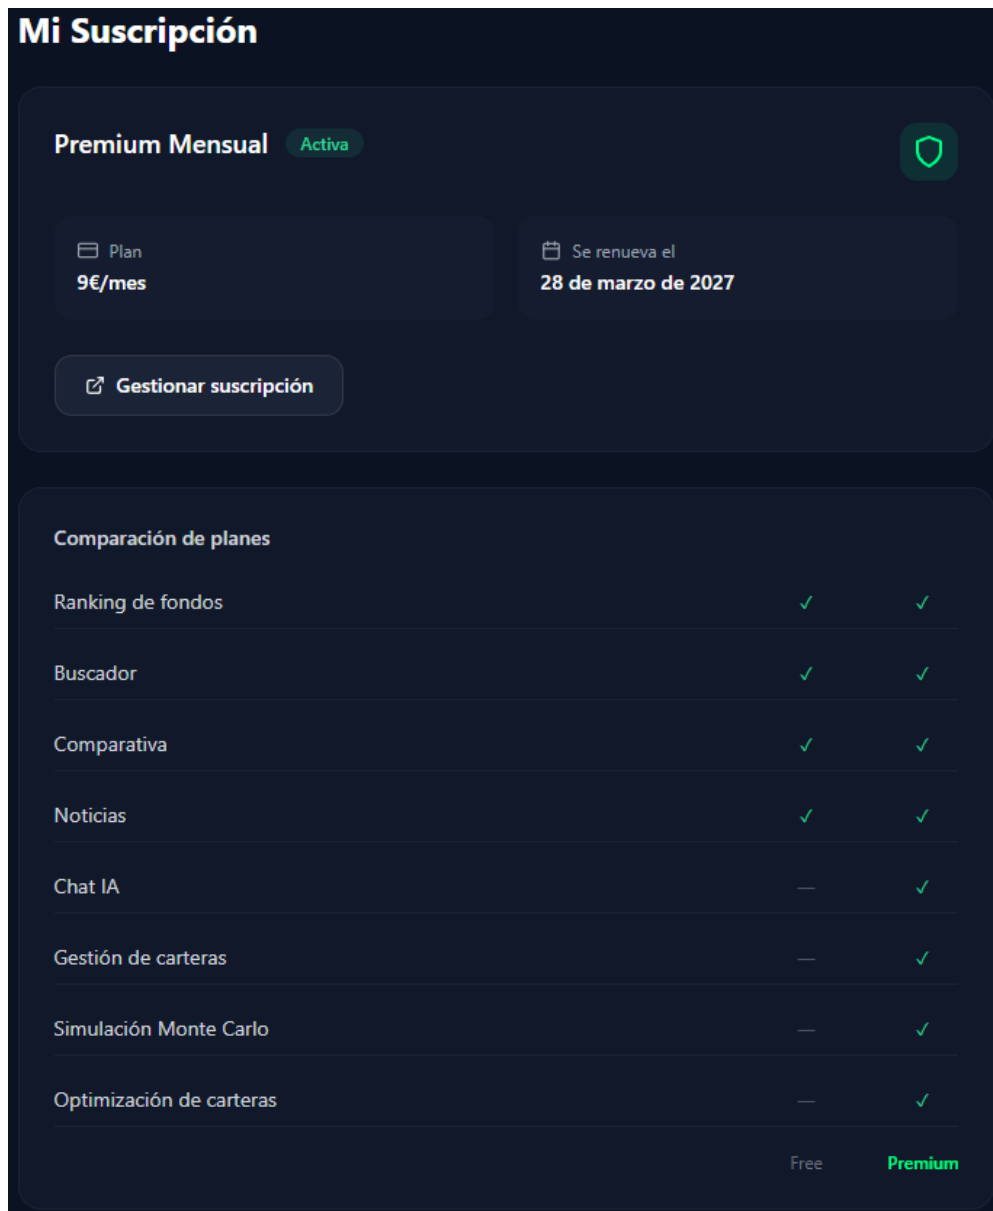 Mi Suscripción
Premium Mensual Activa
Plan
9€/mes
Se renueva el
28 de marzo de 2027
Gestionar suscripción
Comparación de planes
Ranking de fondos ✓ ✓
Buscador ✓ ✓
Comparativa ✓ ✓
Noticias ✓ ✓
Chat IA — ✓
Gestión de carteras — ✓
Simulación Monte Carlo — ✓
Optimización de carteras — ✓
Free Premium